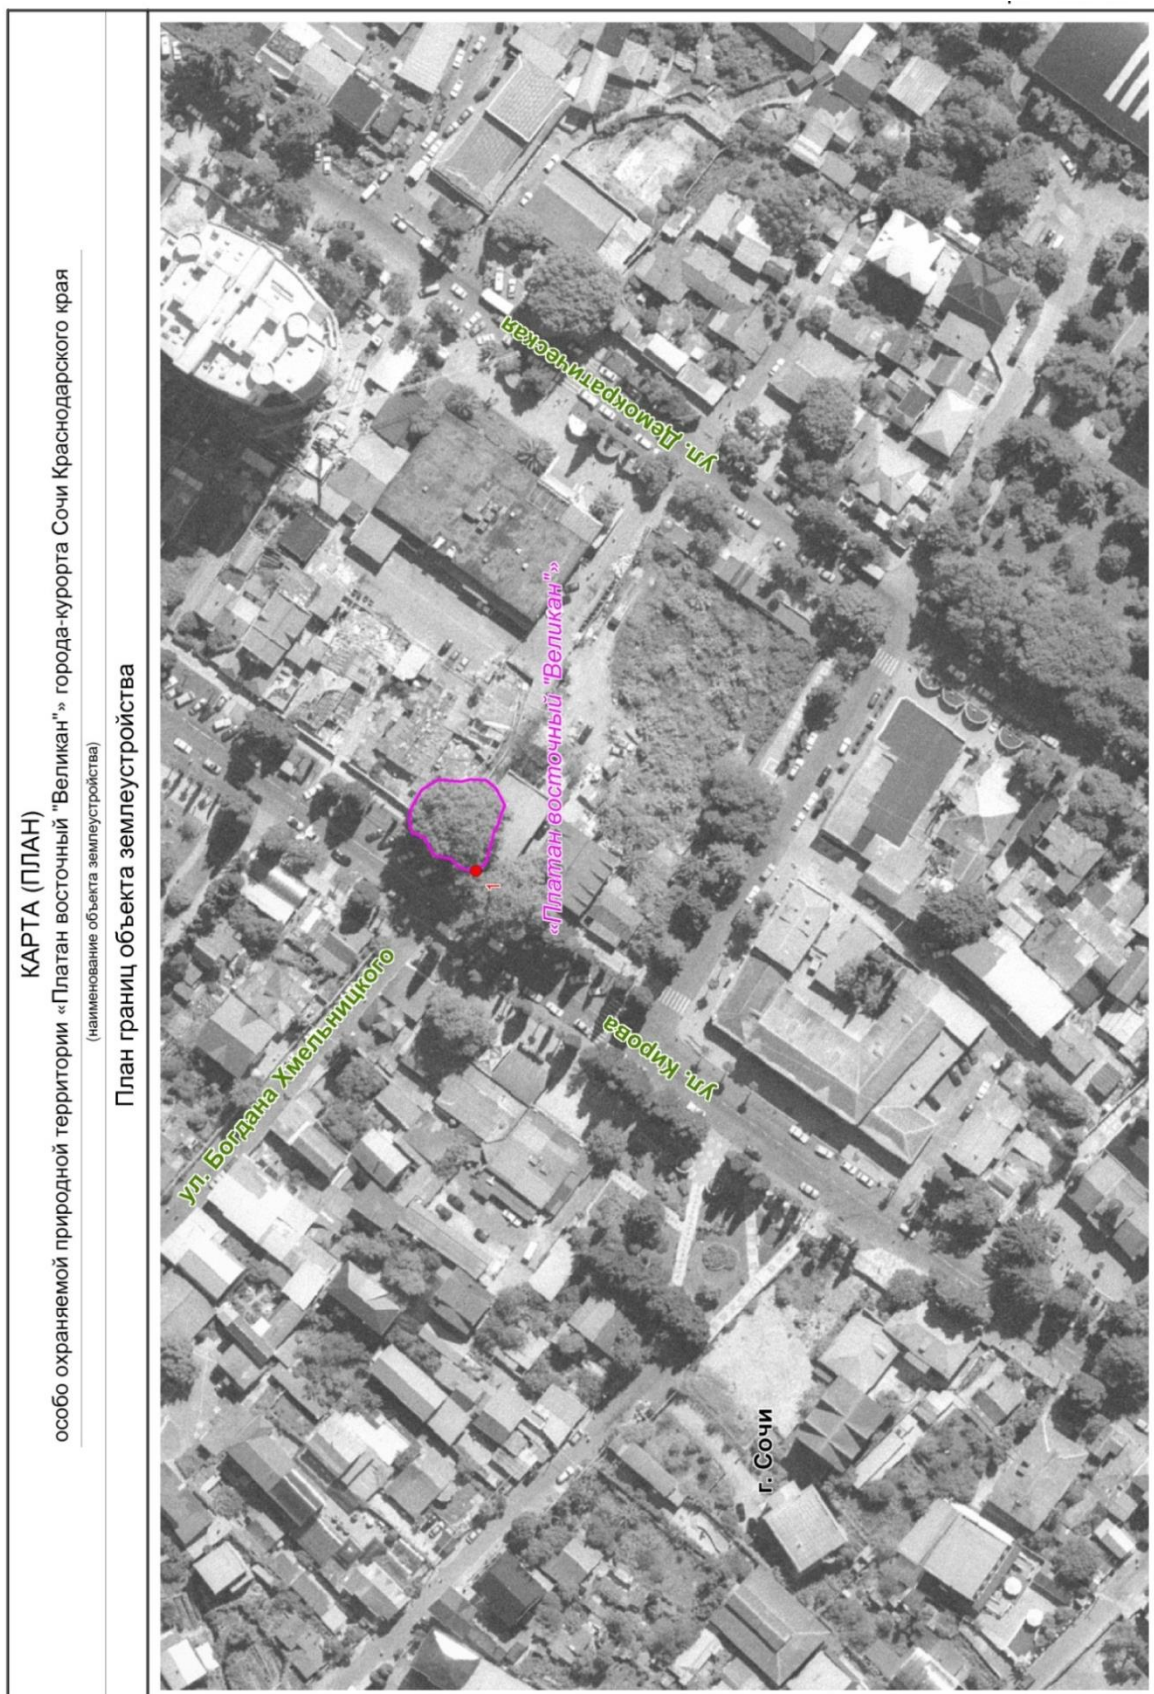 КАРТА (ПЛАН)
особо охраняемой природной территории «Платан восточный "Великан"» города-курорта Сочи Краснодарского края
(наименование объекта землеустройства)
План границ объекта землеустройства
ул. Богдана Хмельницкого
ул. Демократическая
«Платан восточный "Великан"»
1
ул. Кирова
г. Сочи